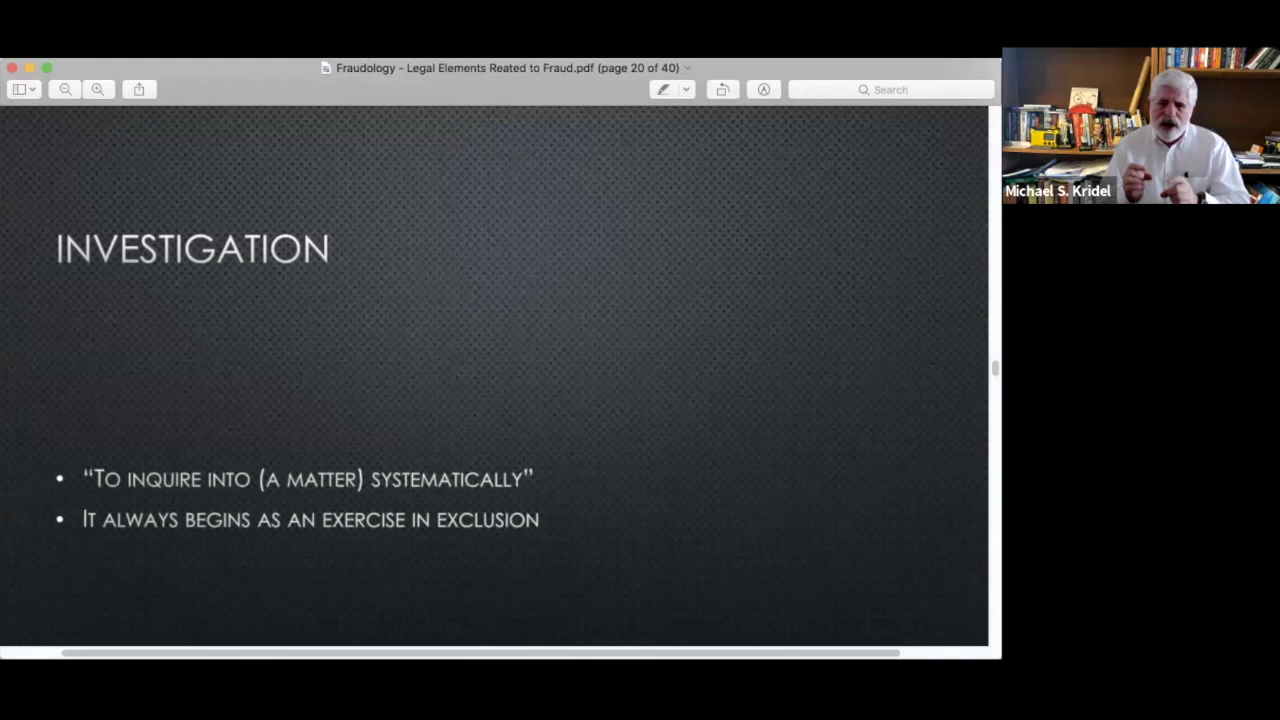 Fraudology - Legal Elements Reated to Fraud.pdf (page 20 of 40)
Search
Michael S. Kridel
INVESTIGATION
• “TO INQUIRE INTO (A MATTER) SYSTEMATICALLY”
• IT ALWAYS BEGINS AS AN EXERCISE IN EXCLUSION